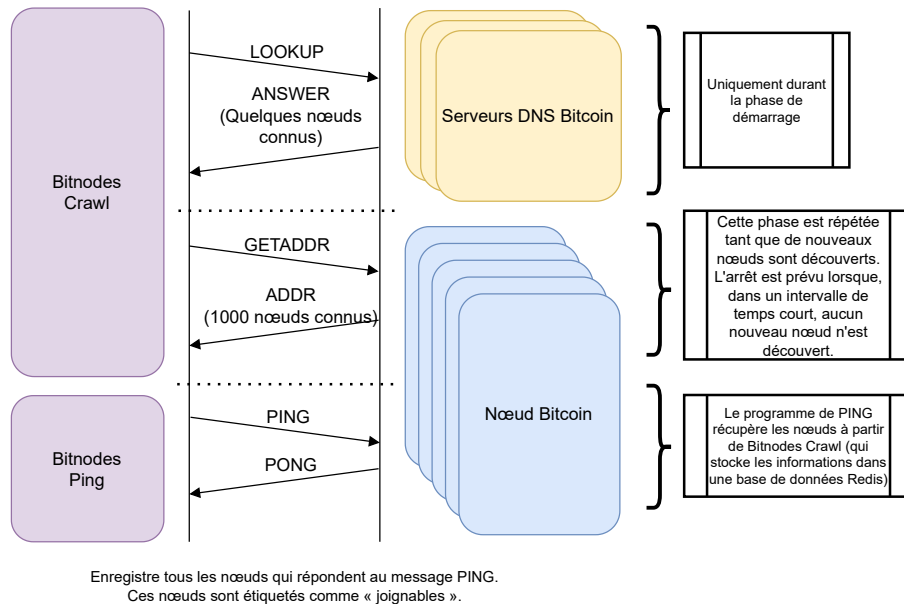 Bitnodes
Crawl
LOOKUP
ANSWER
(Quelques nœuds
connus)
Serveurs DNS Bitcoin
Uniquement durant
la phase de
démarrage
GETADDR
ADDR
(1000 nœuds connus)
Cette phase est répétée
tant que de nouveaux
nœuds sont découverts.
L'arrêt est prévu lorsque,
dans un intervalle de
temps court, aucun
nouveau nœud n'est
découvert.
Bitnodes
Ping
PING
PONG
Nœud Bitcoin
Le programme de PING
récupère les nœuds à partir
de Bitnodes Crawl (qui
stocke les informations dans
une base de données Redis)
Enregistre tous les nœuds qui répondent au message PING.
Ces nœuds sont étiquetés comme « joignables ».